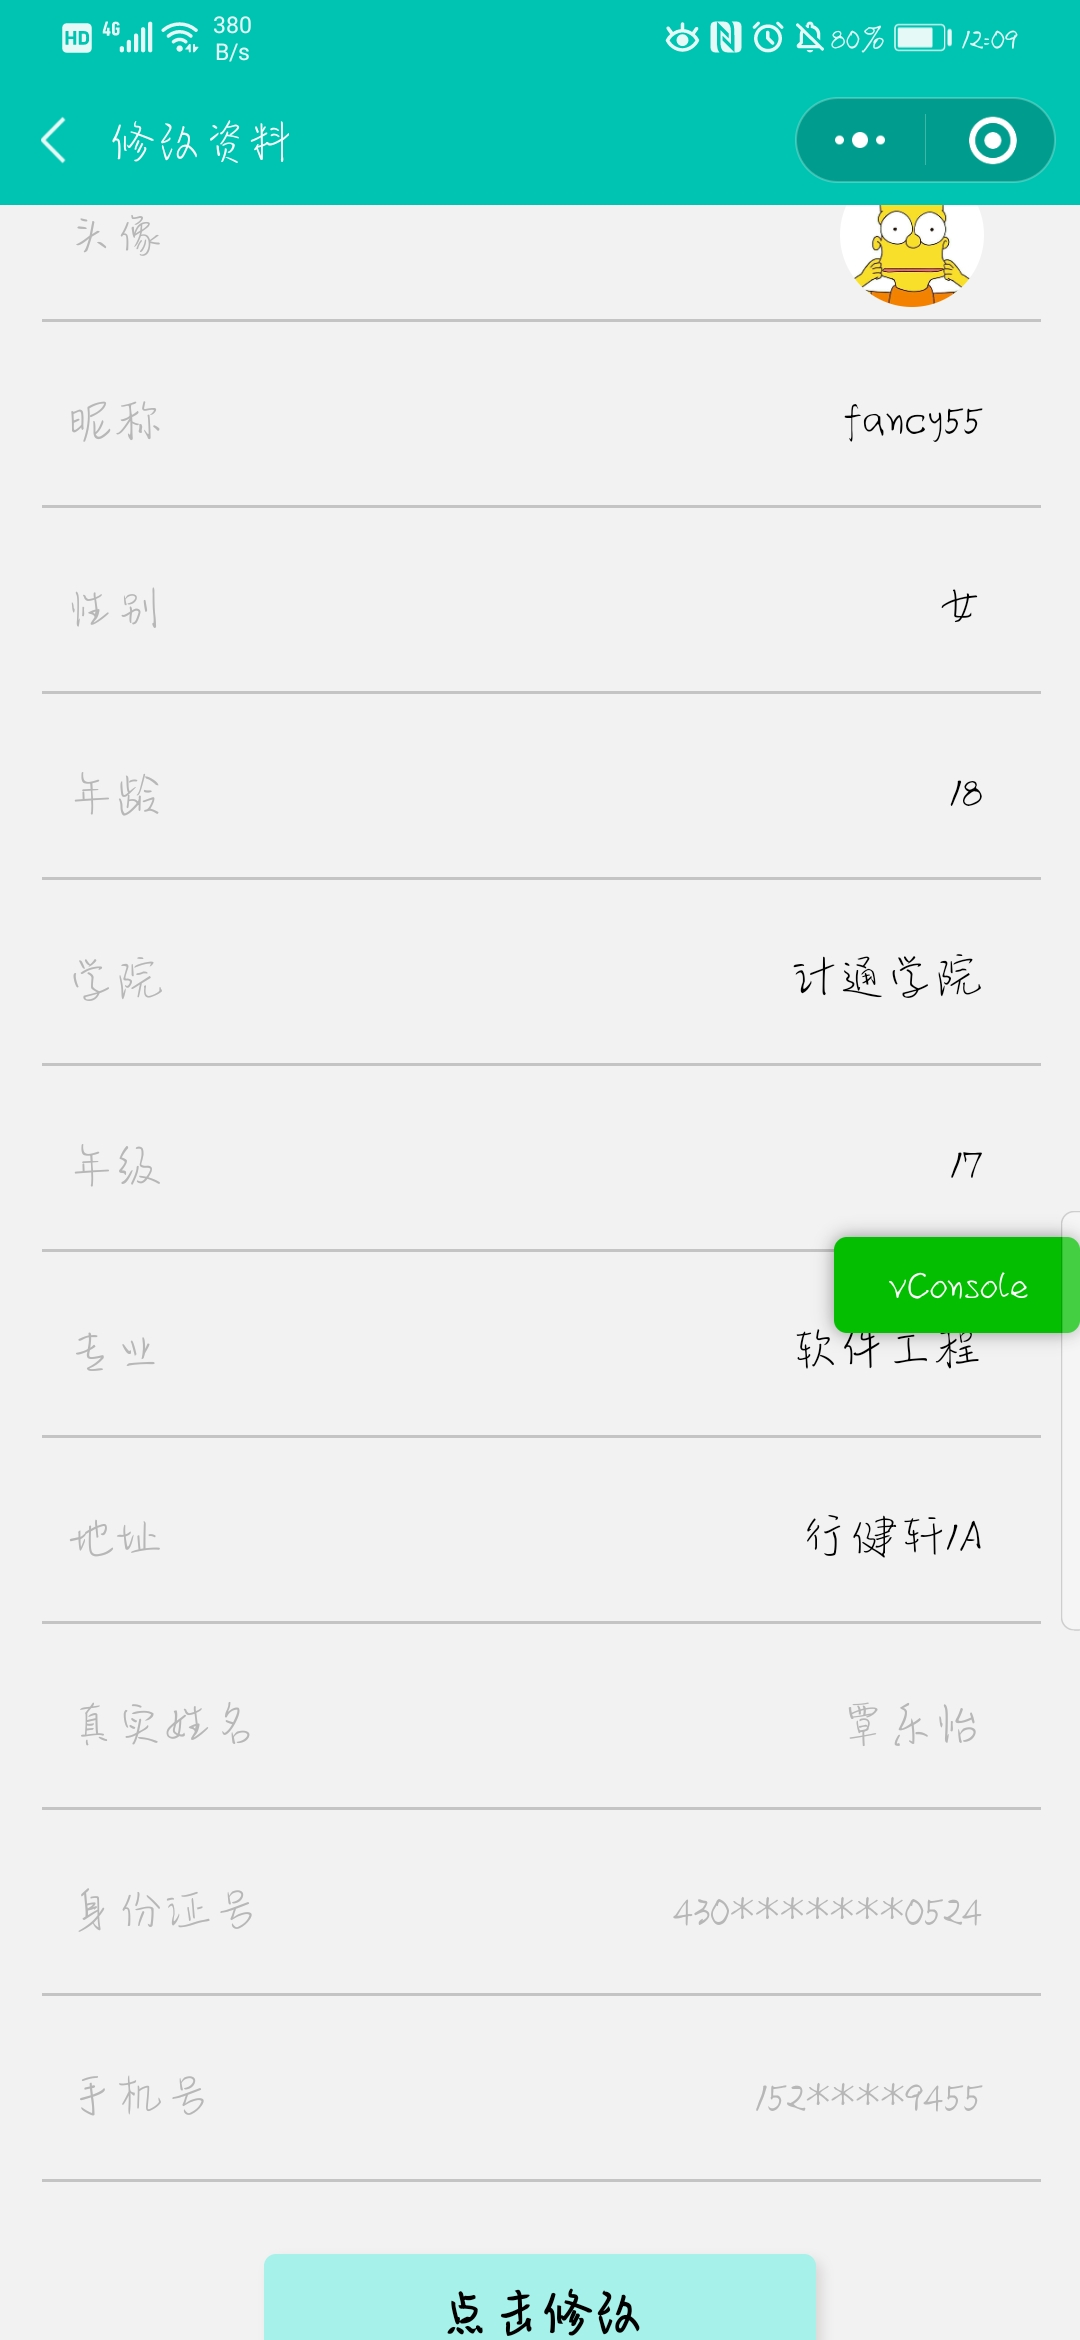 HD 4G 380 B/s 80% 12:09
修改资料
头像
昵称 fancy55
性别 女
年龄 18
学院 计通学院
年级 17
vConsole
专业 软件工程
地址 行健轩1A
真实姓名 覃乐怡
身份证号 430*******0524
手机号 152****9455
点击修改